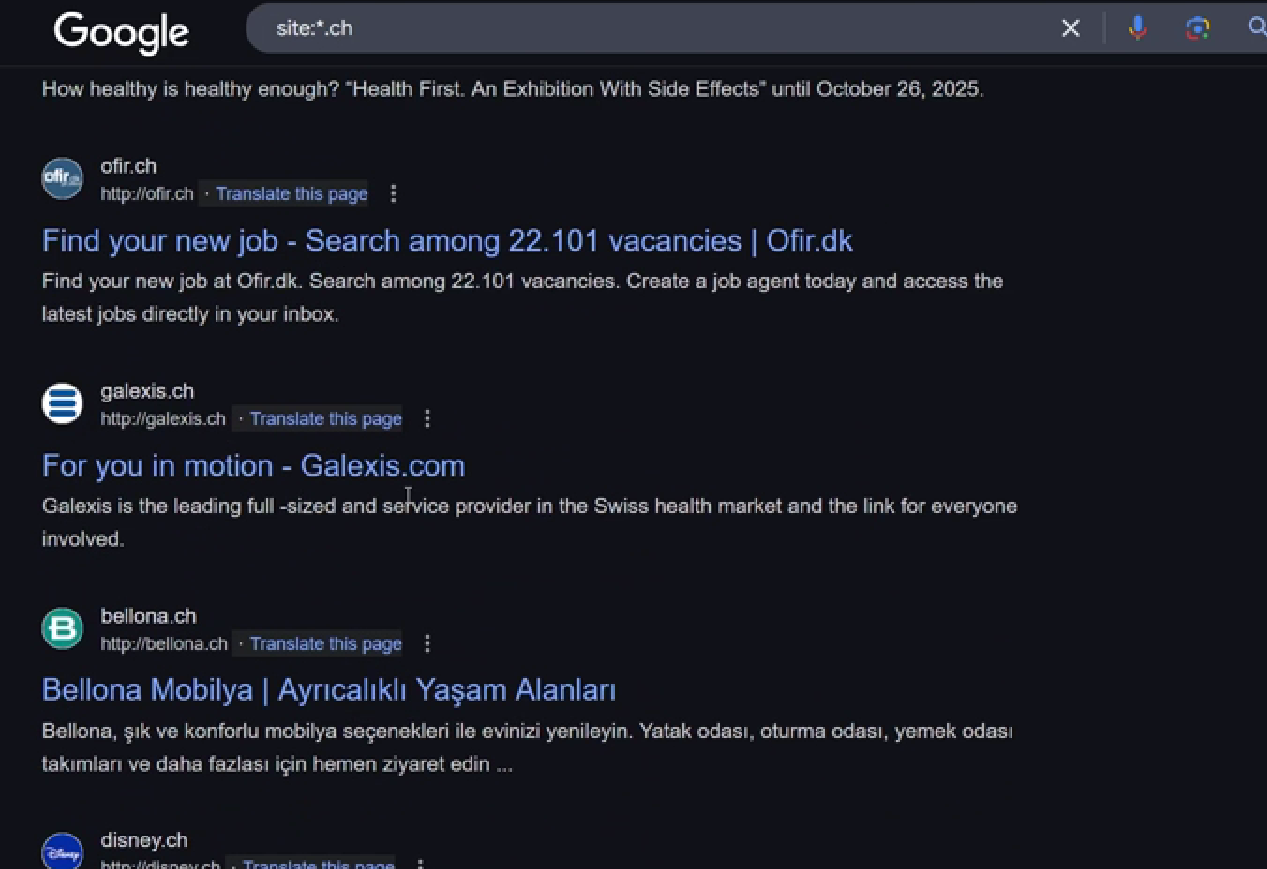 Google
site:*.ch
How healthy is healthy enough? "Health First. An Exhibition With Side Effects" until October 26, 2025.
ofir.ch
ofir
http://ofir.ch · Translate this page
Find your new job - Search among 22.101 vacancies | Ofir.dk
Find your new job at Ofir.dk. Search among 22.101 vacancies. Create a job agent today and access the
latest jobs directly in your inbox.
galexis.ch
http://galexis.ch · Translate this page
For you in motion - Galexis.com
Galexis is the leading full -sized and service provider in the Swiss health market and the link for everyone
involved.
bellona.ch
B
http://bellona.ch · Translate this page
Bellona Mobilya | Ayrıcalıklı Yaşam Alanları
Bellona, şık ve konforlu mobilya seçenekleri ile evinizi yenileyin. Yatak odası, oturma odası, yemek odası
takımları ve daha fazlası için hemen ziyaret edin ...
disney.ch
Disney
http://disney.ch · Translate this page